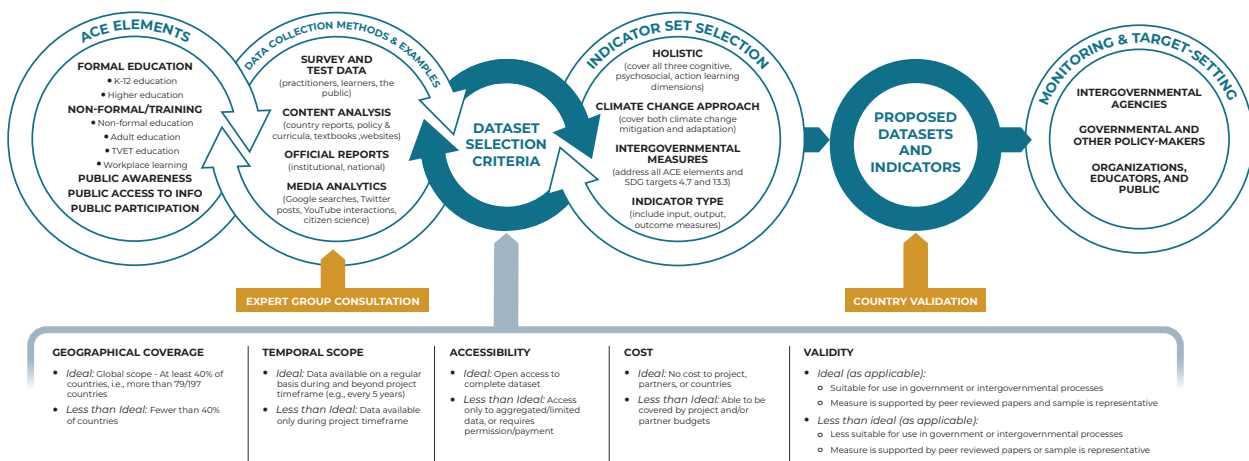 ACE ELEMENTS
FORMAL EDUCATION
• K-12 education
• Higher education
NON-FORMAL/TRAINING
• Non-formal education
• Adult education
• TVET education
• Workplace learning
PUBLIC AWARENESS
PUBLIC ACCESS TO INFO
PUBLIC PARTICIPATION
DATA COLLECTION METHODS & EXAMPLES
SURVEY AND
TEST DATA
(practitioners, learners, the
public)
CONTENT ANALYSIS
(country reports, policy &
curricula, textbooks ,websites)
OFFICIAL REPORTS
(institutional, national)
MEDIA ANALYTICS
(Google searches, Twitter
posts, YouTube interactions,
citizen science)
DATASET
SELECTION
CRITERIA
INDICATOR SET SELECTION
HOLISTIC
(cover all three cognitive,
psychosocial, action learning
dimensions)
CLIMATE CHANGE APPROACH
(cover both climate change
mitigation and adaptation)
INTERGOVERNMENTAL
MEASURES
(address all ACE elements and
SDG targets 4.7 and 13.3)
INDICATOR TYPE
(include input, output,
outcome measures)
PROPOSED
DATASETS
AND
INDICATORS
MONITORING & TARGET-SETTING
INTERGOVERNMENTAL
AGENCIES
GOVERNMENTAL AND
OTHER POLICY-MAKERS
ORGANIZATIONS,
EDUCATORS, AND
PUBLIC
EXPERT GROUP CONSULTATION
COUNTRY VALIDATION
GEOGRAPHICAL COVERAGE
• Ideal: Global scope - At least 40% of
countries, i.e., more than 79/197
countries
• Less than Ideal: Fewer than 40%
of countries
TEMPORAL SCOPE
• Ideal: Data available on a regular
basis during and beyond project
timeframe (e.g., every 5 years)
• Less than Ideal: Data available
only during project timeframe
ACCESSIBILITY
• Ideal: Open access to
complete dataset
• Less than Ideal: Access
only to aggregated/limited
data, or requires
permission/payment
COST
• Ideal: No cost to project,
partners, or countries
• Less than Ideal: Able to be
covered by project and/or
partner budgets
VALIDITY
• Ideal (as applicable):
o Suitable for use in government or intergovernmental processes
o Measure is supported by peer reviewed papers and sample is representative
• Less than ideal (as applicable):
o Less suitable for use in government or intergovernmental processes
o Measure is supported by peer reviewed papers or sample is representative